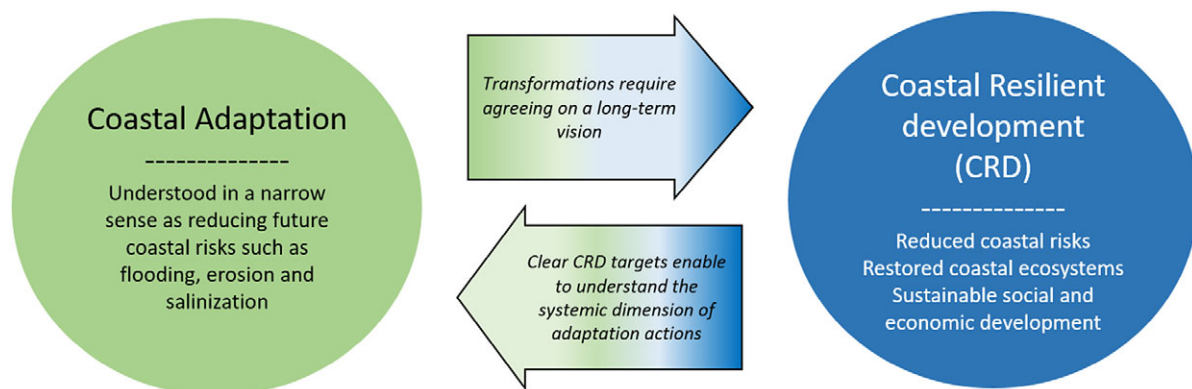 Coastal Adaptation
--------------
Understood in a narrow
sense as reducing future
coastal risks such as
flooding, erosion and
salinization
Transformations require
agreeing on a long-term
vision
Clear CRD targets enable
to understand the
systemic dimension of
adaptation actions
Coastal Resilient
development
(CRD)
--------------
Reduced coastal risks
Restored coastal ecosystems
Sustainable social and
economic development